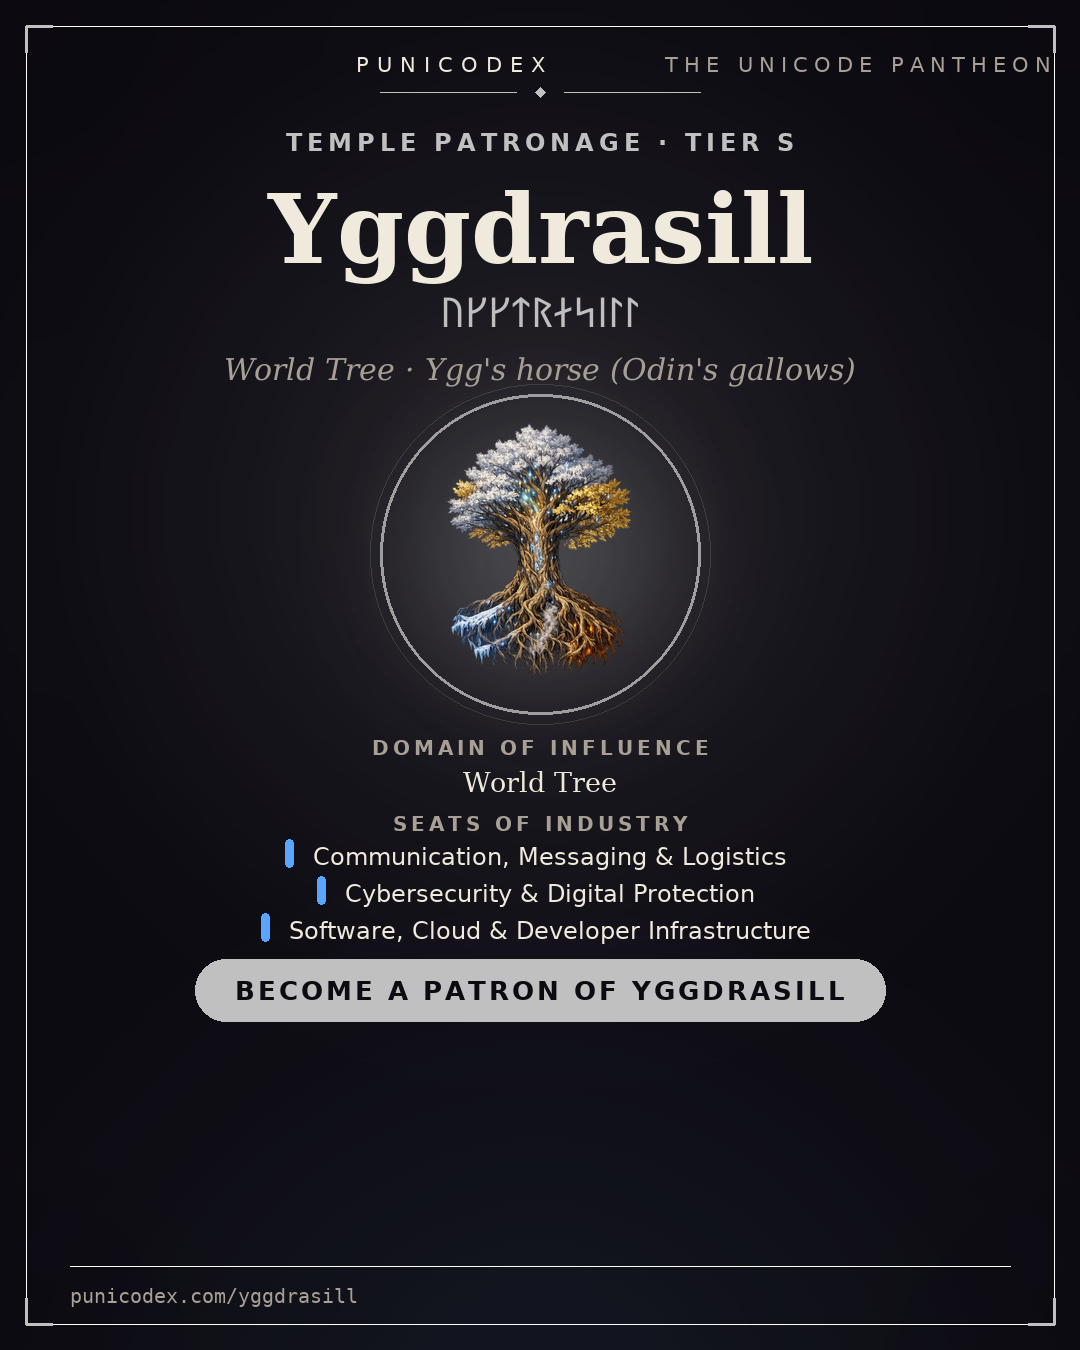 PUNICODEX THE UNICODE PANTHEON
TEMPLE PATRONAGE · TIER S
Yggdrasill
ᚢᚴᚴᛏᚱᛅᛋᛁᛚᛚ
World Tree · Ygg's horse (Odin's gallows)
DOMAIN OF INFLUENCE
World Tree
SEATS OF INDUSTRY
Communication, Messaging & Logistics
Cybersecurity & Digital Protection
Software, Cloud & Developer Infrastructure
BECOME A PATRON OF YGGDRASILL
punicodex.com/yggdrasill